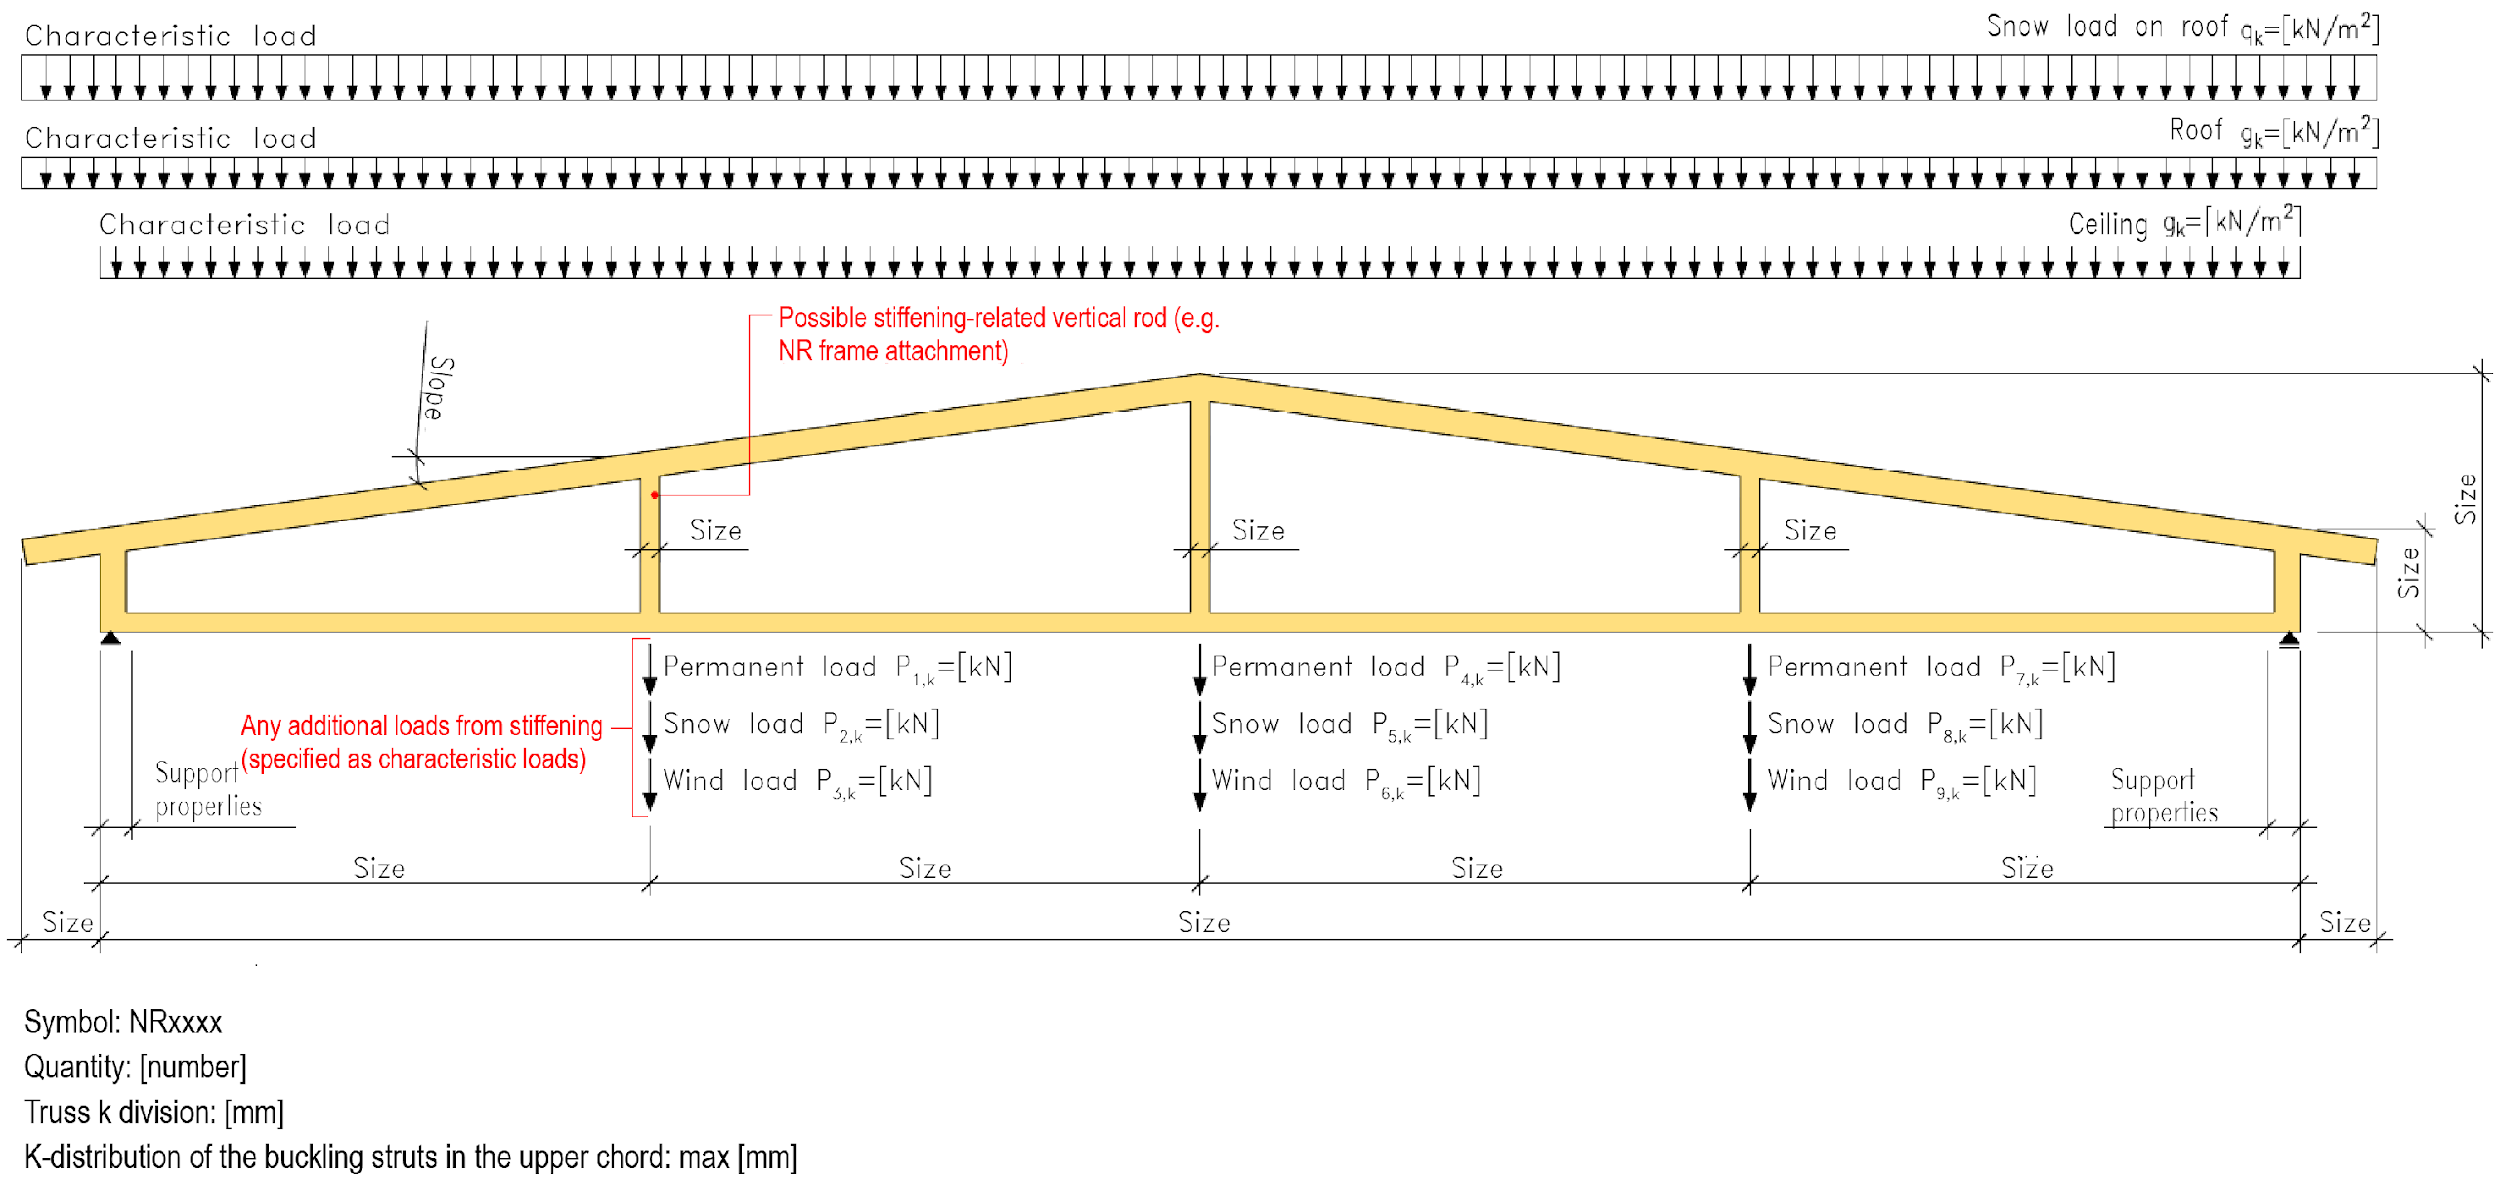 Characteristic load
Snow load on roof qk=[kN/m²]
Characteristic load
Roof gk=[kN/m²]
Characteristic load
Ceiling gk=[kN/m²]
Possible stiffening-related vertical rod (e.g.
NR frame attachment)
Slope
Size
Size
Size
Size
Size
Permanent load P1,k=[kN]
Permanent load P4,k=[kN]
Permanent load P7,k=[kN]
Any additional loads from stiffening
(specified as characteristic loads)
Snow load P2,k=[kN]
Snow load P5,k=[kN]
Snow load P8,k=[kN]
Wind load P3,k=[kN]
Wind load P6,k=[kN]
Wind load P9,k=[kN]
Support
properlies
Support
properties
Size
Size
Size
Size
Size
Size
Size
Symbol: NRxxxx
Quantity: [number]
Truss k division: [mm]
K-distribution of the buckling struts in the upper chord: max [mm]